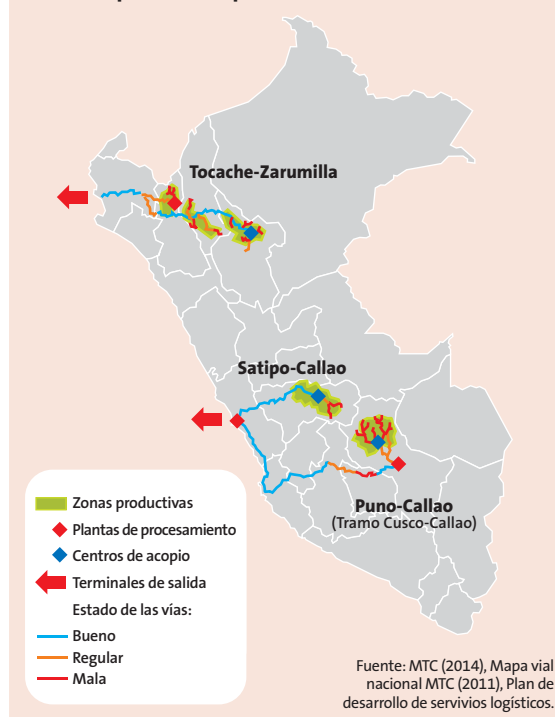 Tocache-Zarumilla
Satipo-Callao
Puno-Callao
(Tramo Cusco-Callao)
Zonas productivas
Plantas de procesamiento
Centros de acopio
Terminales de salida
Estado de las vías:
Bueno
Regular
Mala
Fuente: MTC (2014), Mapa vial
nacional MTC (2011), Plan de
desarrollo de servivios logísticos.